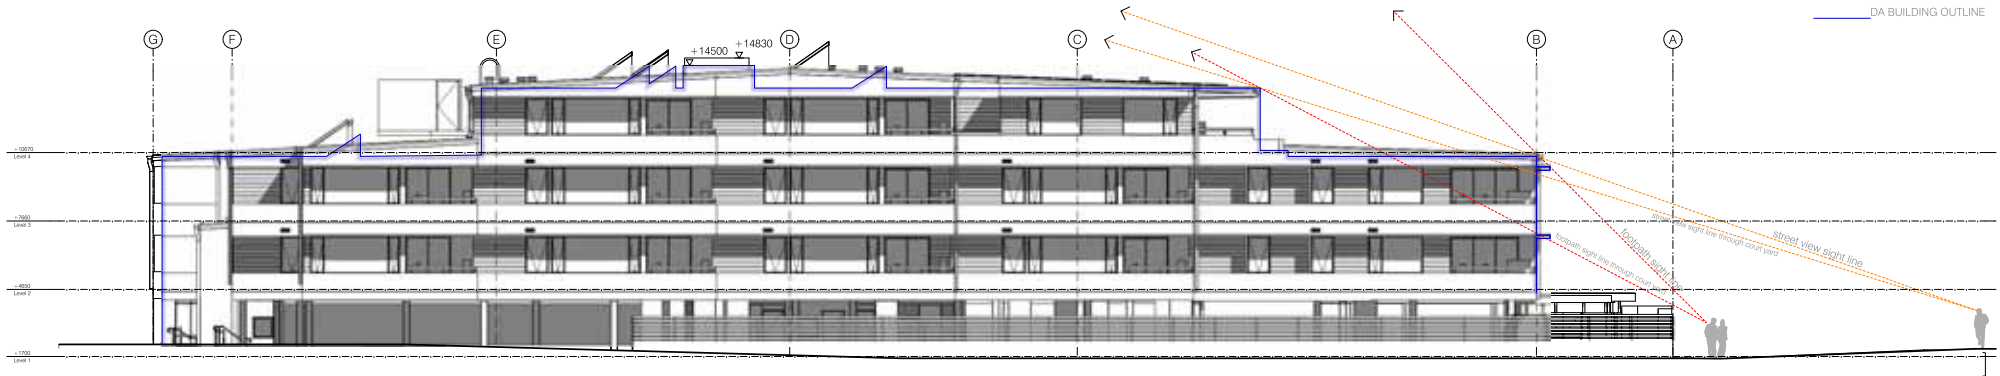 DA BUILDING OUTLINE
G F E D C B A
+14500 +14830
+10670
Level 4
+7660
Level 3
+4650
Level 2
+1700
Level 1
street view sight line through court yard
street view sight line
footpath sight line
footpath sight line through court yard